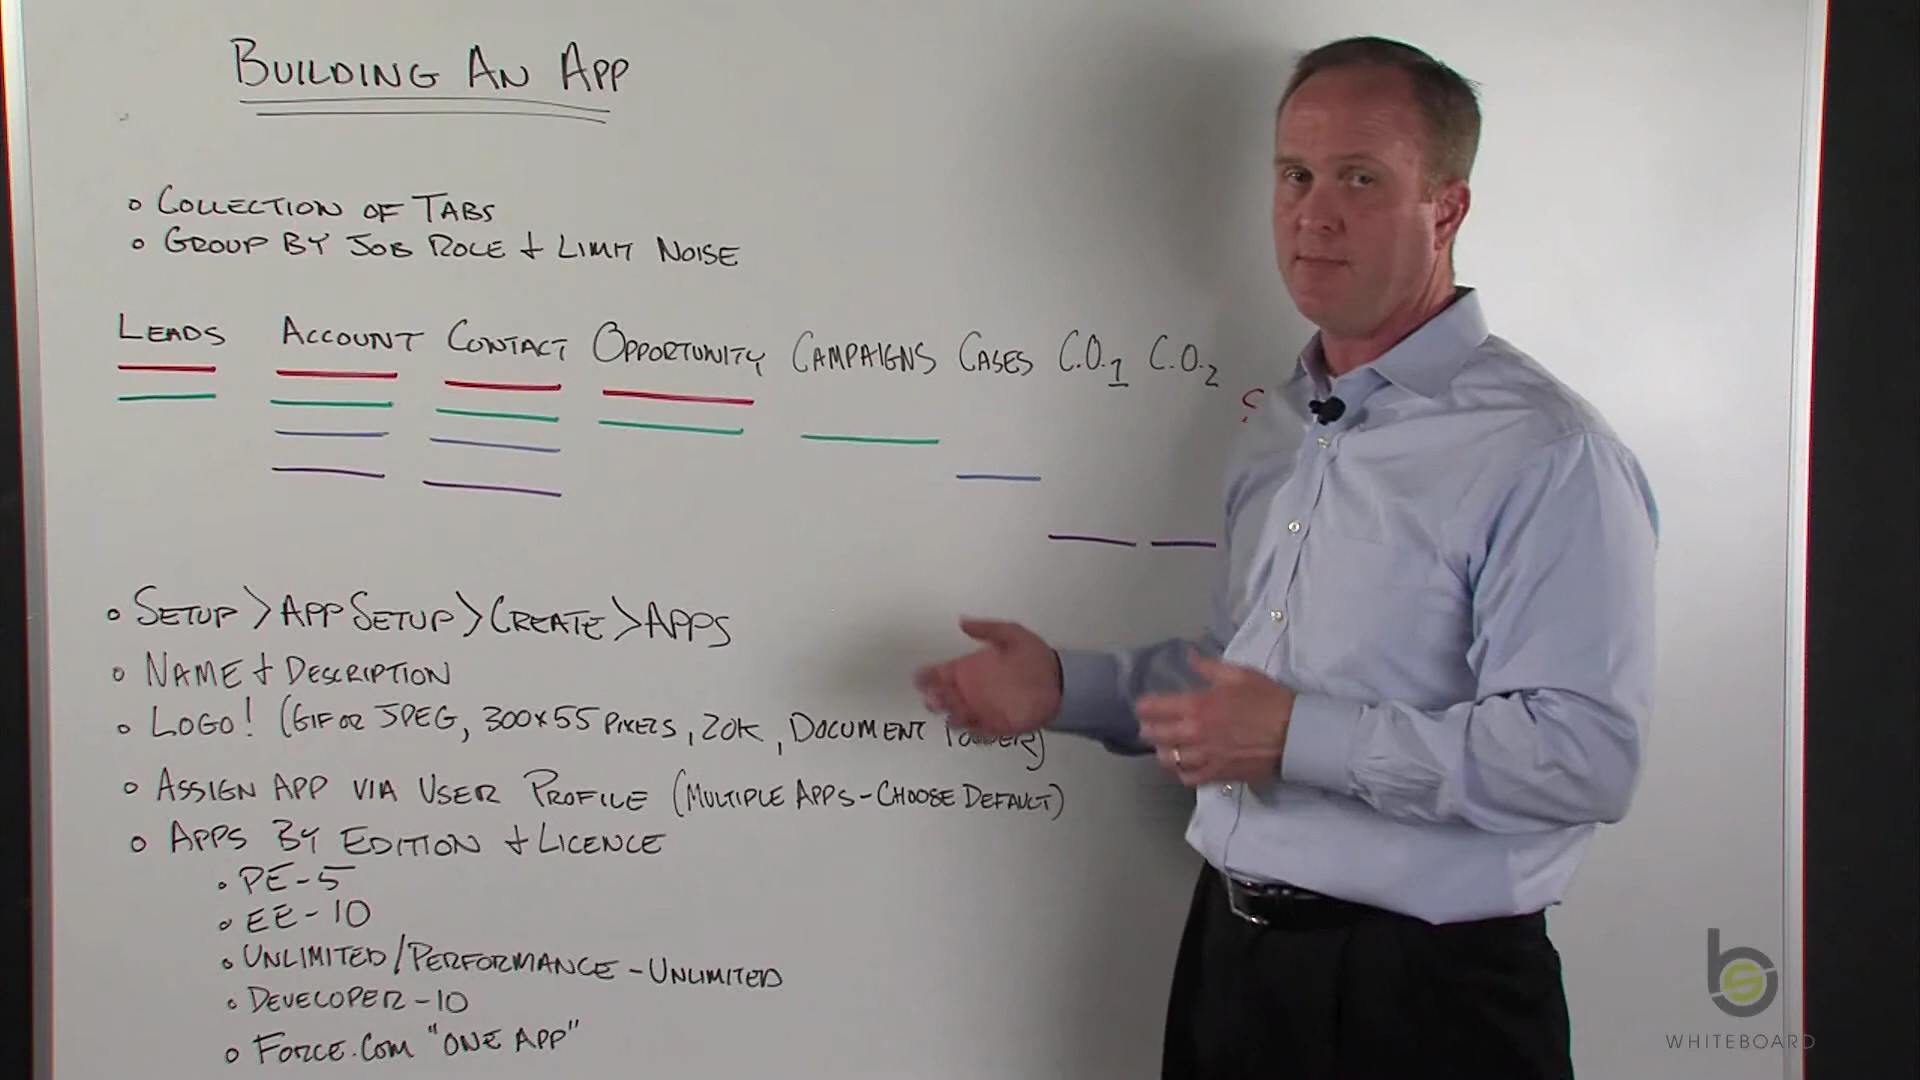 BUILDING AN APP
o COLLECTION OF TABS
o GROUP BY JOB ROLE + LIMIT NOISE
LEADS ACCOUNT CONTACT OPPORTUNITY CAMPAIGNS CASES C.O.1 C.O.2
o SETUP > APP SETUP > CREATE > APPS
o NAME + DESCRIPTION
o LOGO! (GIF OR JPEG, 300x55 PIXELS, 20K, DOCUMENT FOLDER)
o ASSIGN APP VIA USER PROFILE (MULTIPLE APPS - CHOOSE DEFAULT)
o APPS BY EDITION + LICENCE
• PE - 5
• EE - 10
• UNLIMITED/PERFORMANCE - UNLIMITED
• DEVELOPER - 10
o FORCE.COM "ONE APP"
bs
WHITEBOARD